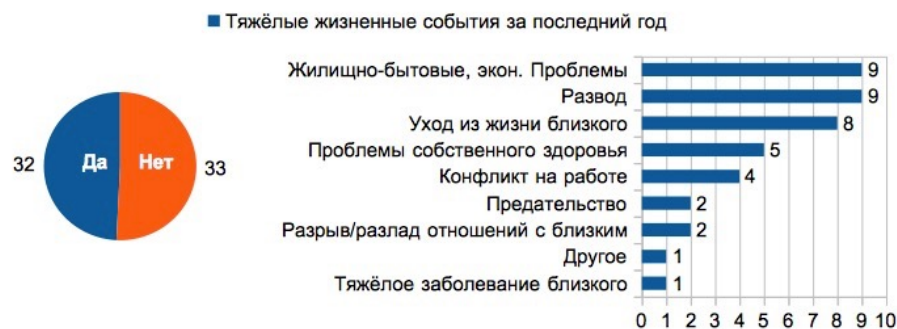 Тяжёлые жизненные события за последний год
32
Да
Нет
33
Жилищно-бытовые, экон. Проблемы 9
Развод 9
Уход из жизни близкого 8
Проблемы собственного здоровья 5
Конфликт на работе 4
Предательство 2
Разрыв/разлад отношений с близким 2
Другое 1
Тяжёлое заболевание близкого 1
0 1 2 3 4 5 6 7 8 9 10